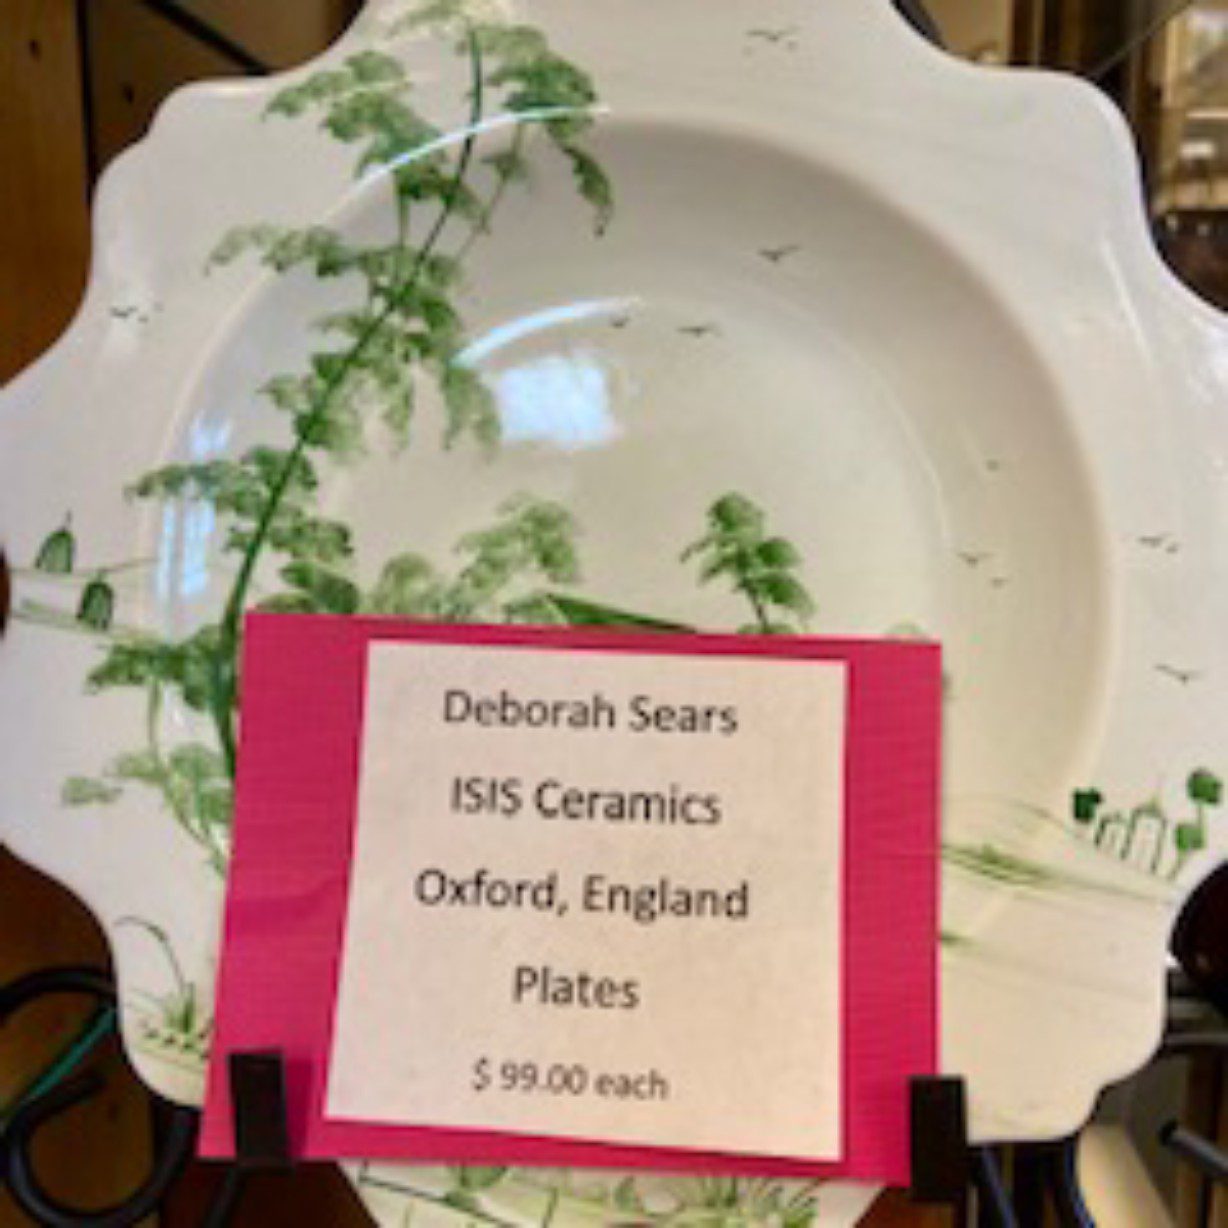 Deborah Sears
ISIS Ceramics
Oxford, England
Plates
$ 99.00 each